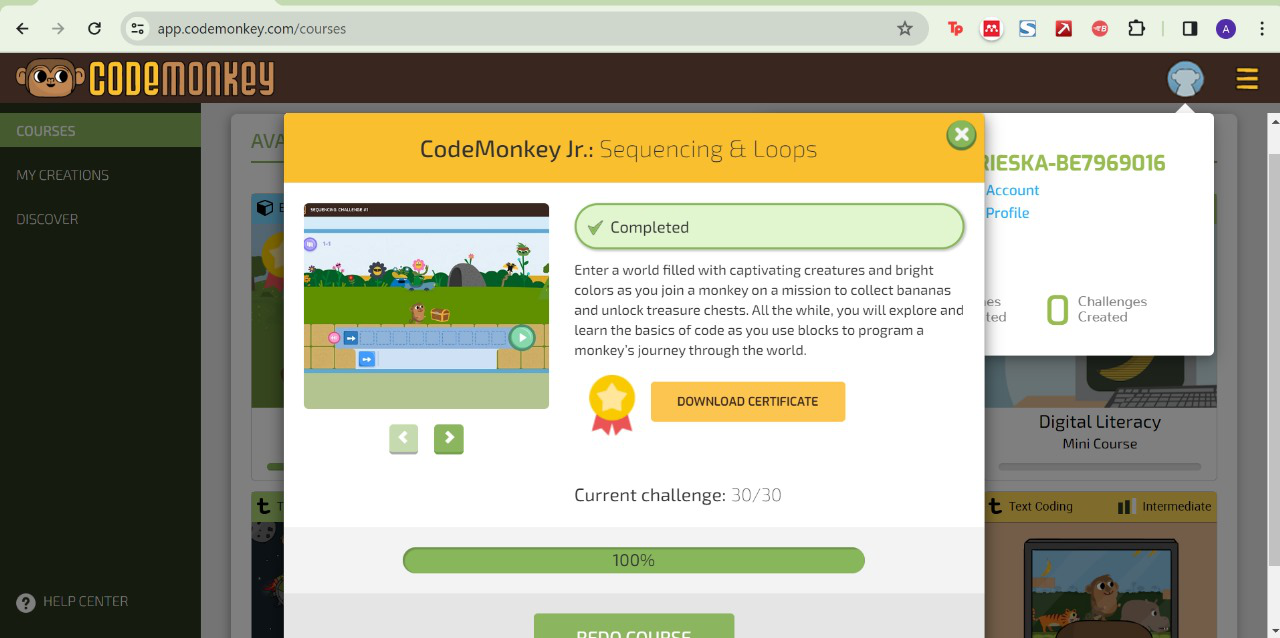 app.codemonkey.com/courses
A
CODEMONKEY
COURSES
MY CREATIONS
DISCOVER
HELP CENTER
AVA
CodeMonkey Jr.: Sequencing & Loops
SEQUENCING CHALLENGE #1
1-1
Completed
Enter a world filled with captivating creatures and bright
colors as you join a monkey on a mission to collect bananas
and unlock treasure chests. All the while, you will explore and
learn the basics of code as you use blocks to program a
monkey's journey through the world.
DOWNLOAD CERTIFICATE
Current challenge: 30/30
100%
REDO COURSE
RIESKA-BE7969016
Account
Profile
0 Challenges
Created
Digital Literacy
Mini Course
t Text Coding
Intermediate